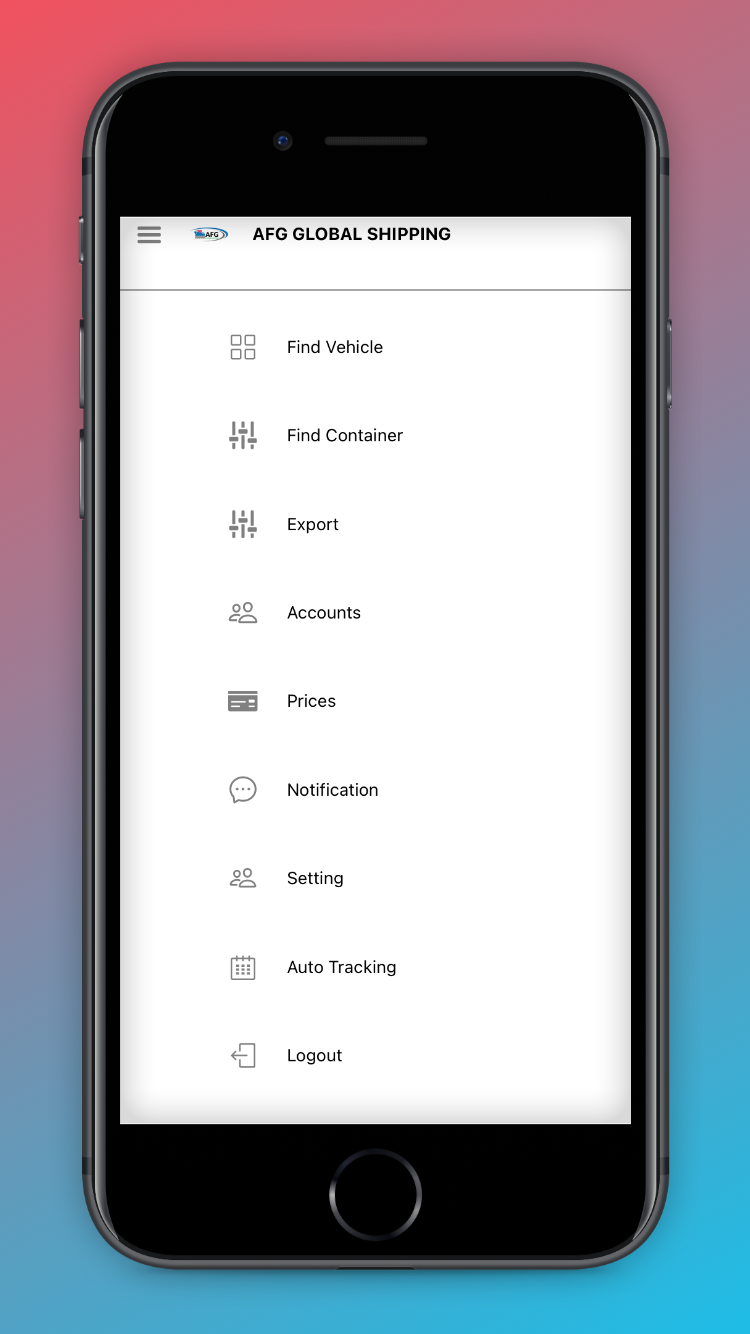 AFG
AFG GLOBAL SHIPPING
Find Vehicle
Find Container
Export
Accounts
Prices
Notification
Setting
Auto Tracking
Logout